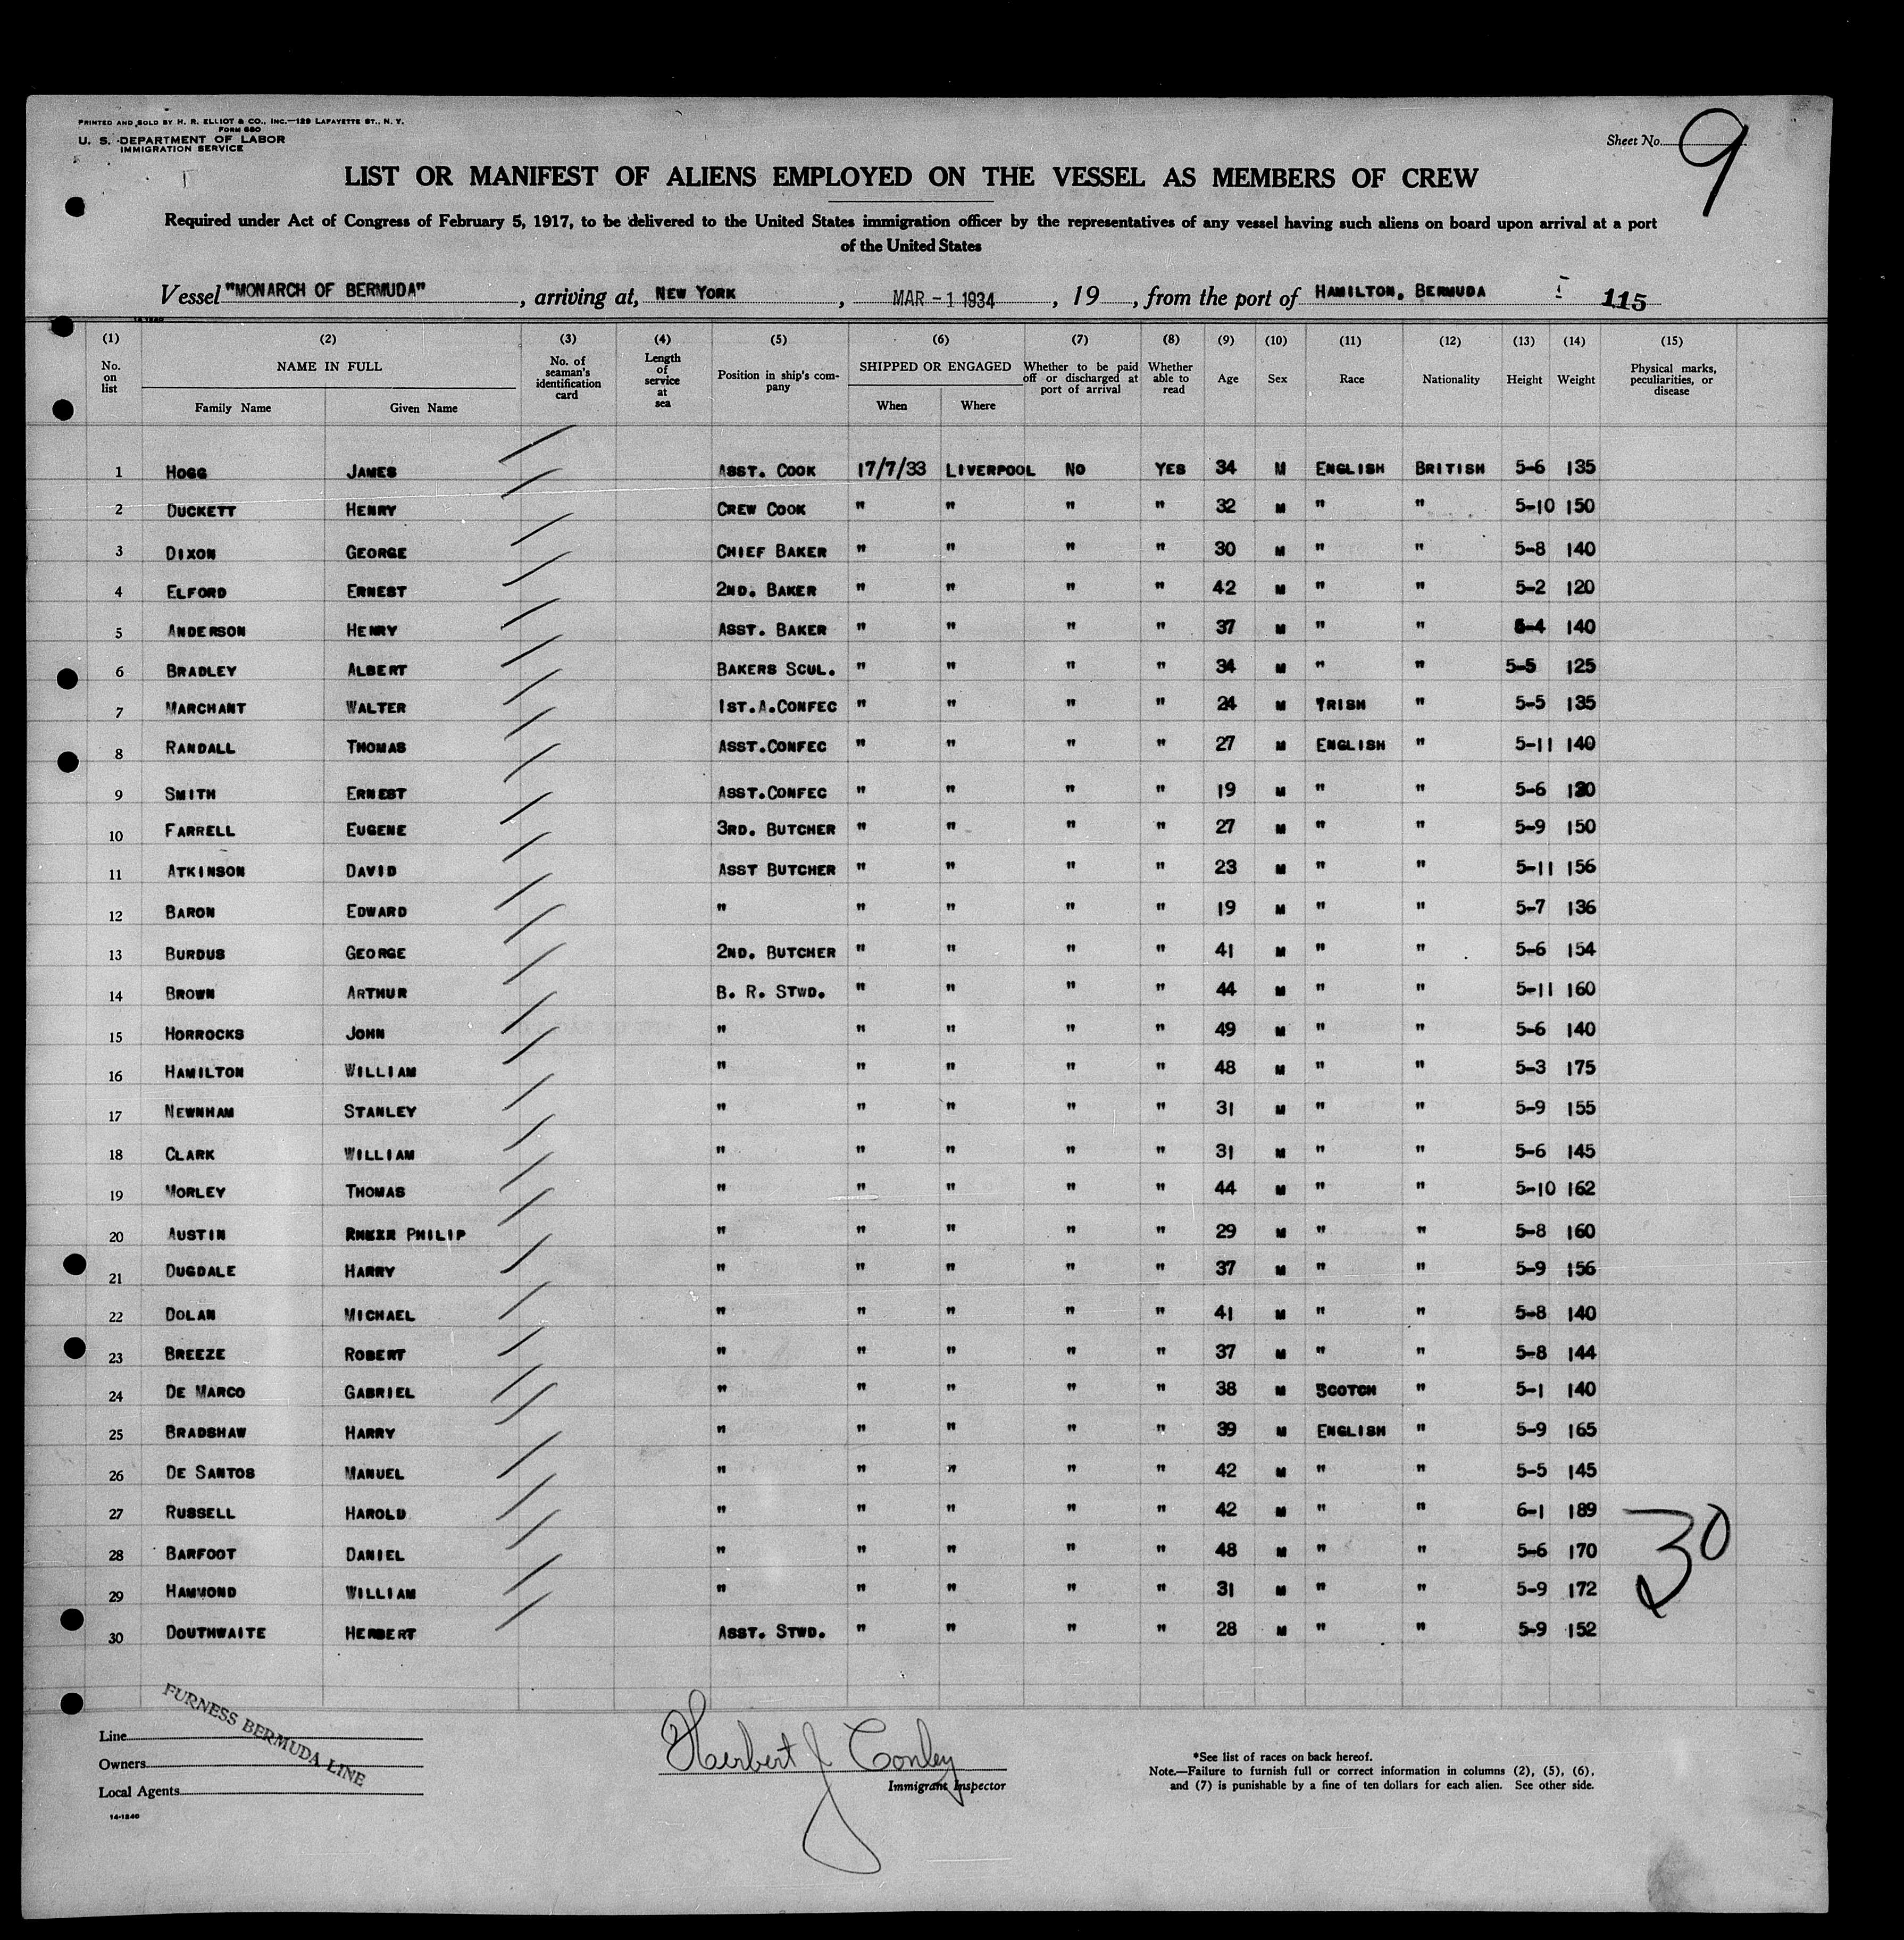 PRINTED AND SOLD BY H. R. ELLIOT & CO., INC.—129 LAFAYETTE ST., N. Y.
FORM 660
U. S. DEPARTMENT OF LABOR
IMMIGRATION SERVICE
Sheet No. 9
LIST OR MANIFEST OF ALIENS EMPLOYED ON THE VESSEL AS MEMBERS OF CREW
Required under Act of Congress of February 5, 1917, to be delivered to the United States immigration officer by the representatives of any vessel having such aliens on board upon arrival at a port
of the United States
Vessel "MONARCH OF BERMUDA", arriving at, NEW YORK, MAR - 1 1934, 19, from the port of HAMILTON, BERMUDA 115
(1) (2) (3) (4) (5) (6) (7) (8) (9) (10) (11) (12) (13) (14) (15)
No. on list NAME IN FULL Family Name Given Name No. of seaman's identification card Length of service at sea Position in ship's company SHIPPED OR ENGAGED When Where Whether to be paid off or discharged at port of arrival Whether able to read Age Sex Race Nationality Height Weight Physical marks, peculiarities, or disease
1 HOGG JAMES ASST. COOK 17/7/33 LIVERPOOL NO YES 34 M ENGLISH BRITISH 5-6 135
2 DUCKETT HENRY CREW COOK " " " " 32 M " " 5-10 150
3 DIXON GEORGE CHIEF BAKER " " " " 30 M " " 5-8 140
4 ELFORD ERNEST 2ND. BAKER " " " " 42 M " " 5-2 120
5 ANDERSON HENRY ASST. BAKER " " " " 37 M " " 5-4 140
6 BRADLEY ALBERT BAKERS SCUL. " " " " 34 M " " 5-5 125
7 MARCHANT WALTER 1ST.A.CONFEC " " " " 24 M IRISH " 5-5 135
8 RANDALL THOMAS ASST.CONFEC " " " " 27 M ENGLISH " 5-11 140
9 SMITH ERNEST ASST.CONFEC " " " " 19 M " " 5-6
10 FARRELL EUGENE 3RD. BUTCHER " " " " 27 M " " 5-9 150
11 ATKINSON DAVID ASST BUTCHER " " " " 23 M " " 5-11 156
12 BARON EDWARD " " " " " 19 M " " 5-7 136
13 BURDUS GEORGE 2ND. BUTCHER " " " " 41 M " " 5-6 154
14 BROWN ARTHUR B. R. STWD. " " " " 44 M " " 5-11 160
15 HORROCKS JOHN " " " " " 49 M " " 5-6 140
16 HAMILTON WILLIAM " " " " " 48 M " " 5-3 175
17 NEWNHAM STANLEY " " " " " 31 M " " 5-9 155
18 CLARK WILLIAM " " " " " 31 M " " 5-6 145
19 MORLEY THOMAS " " " " " 44 M " " 5-10 162
20 AUSTIN PHILIP " " " " " 29 M " " 5-8 160
21 DUGDALE HARRY " " " " " 37 M " " 5-9 156
22 DOLAN MICHAEL " " " " " 41 M " " 5-8 140
23 BREEZE ROBERT " " " " " 37 M " " 5-8 144
24 DE MARCO GABRIEL " " " " " 38 M SCOTCH " 5-1 140
25 BRADSHAW HARRY " " " " " 39 M ENGLISH " 5-9 165
26 DE SANTOS MANUEL " " " " " 42 M " " 5-5 145
27 RUSSELL HAROLD " " " " " 42 M " " 6-1 189
28 BARFOOT DANIEL " " " " " 48 M " " 5-6 170
29 HAMMOND WILLIAM " " " " " 31 M " " 5-9 172
30 DOUTHWAITE HERBERT ASST. STWD. " " " " 28 M " " 5-9 152
30
FURNESS BERMUDA LINE
Line
Owners
Local Agents
14-1240
Herbert J Conley
Immigrant Inspector
*See list of races on back hereof.
Note.—Failure to furnish full or correct information in columns (2), (5), (6),
and (7) is punishable by a fine of ten dollars for each alien. See other side.